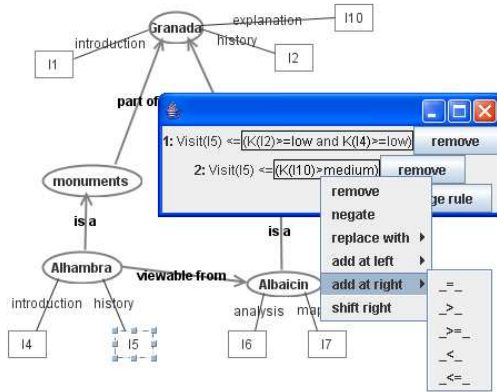 I10
explanation
Granada
introduction
history
I1
I2
part of
1: Visit(I5) <=(K(I2)>=low and K(I4)>=low) remove
monuments
2: Visit(I5) <=(K(I10)>medium) remove
remove
ge rule
negate
is a
is a
replace with
add at left
Alhambra
viewable from
Albaicin
add at right
_=_
introduction
history
analysis
map
shift right
_>_
_>=_
I4
I5
I6
I7
_<_
_<=_